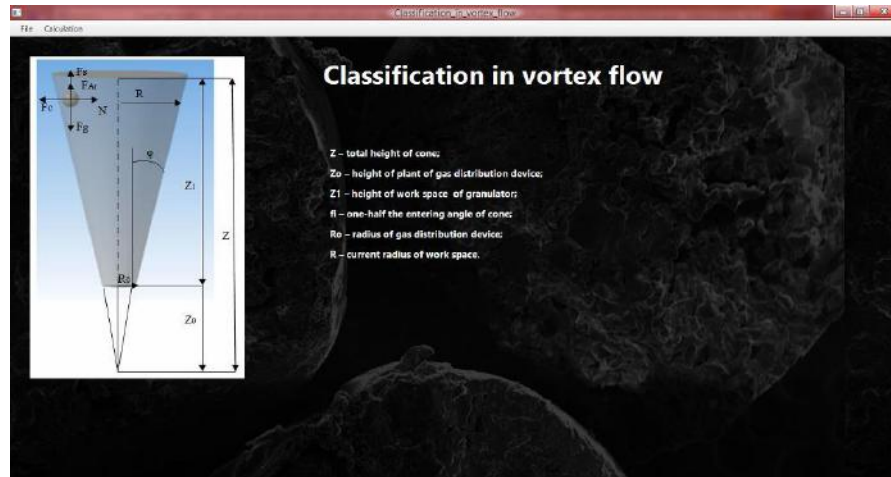 Classification_in_vortex_flow
File Calculation
Classification in vortex flow
Z – total height of cone;
Zo – height of plant of gas distribution device;
Z1 – height of work space of granulator;
fi – one-half the entering angle of cone;
Ro – radius of gas distribution device;
R – current radius of work space.
Fs
FAr
R
Fc
N
Fg
φ
Z1
Z
R0
Z0